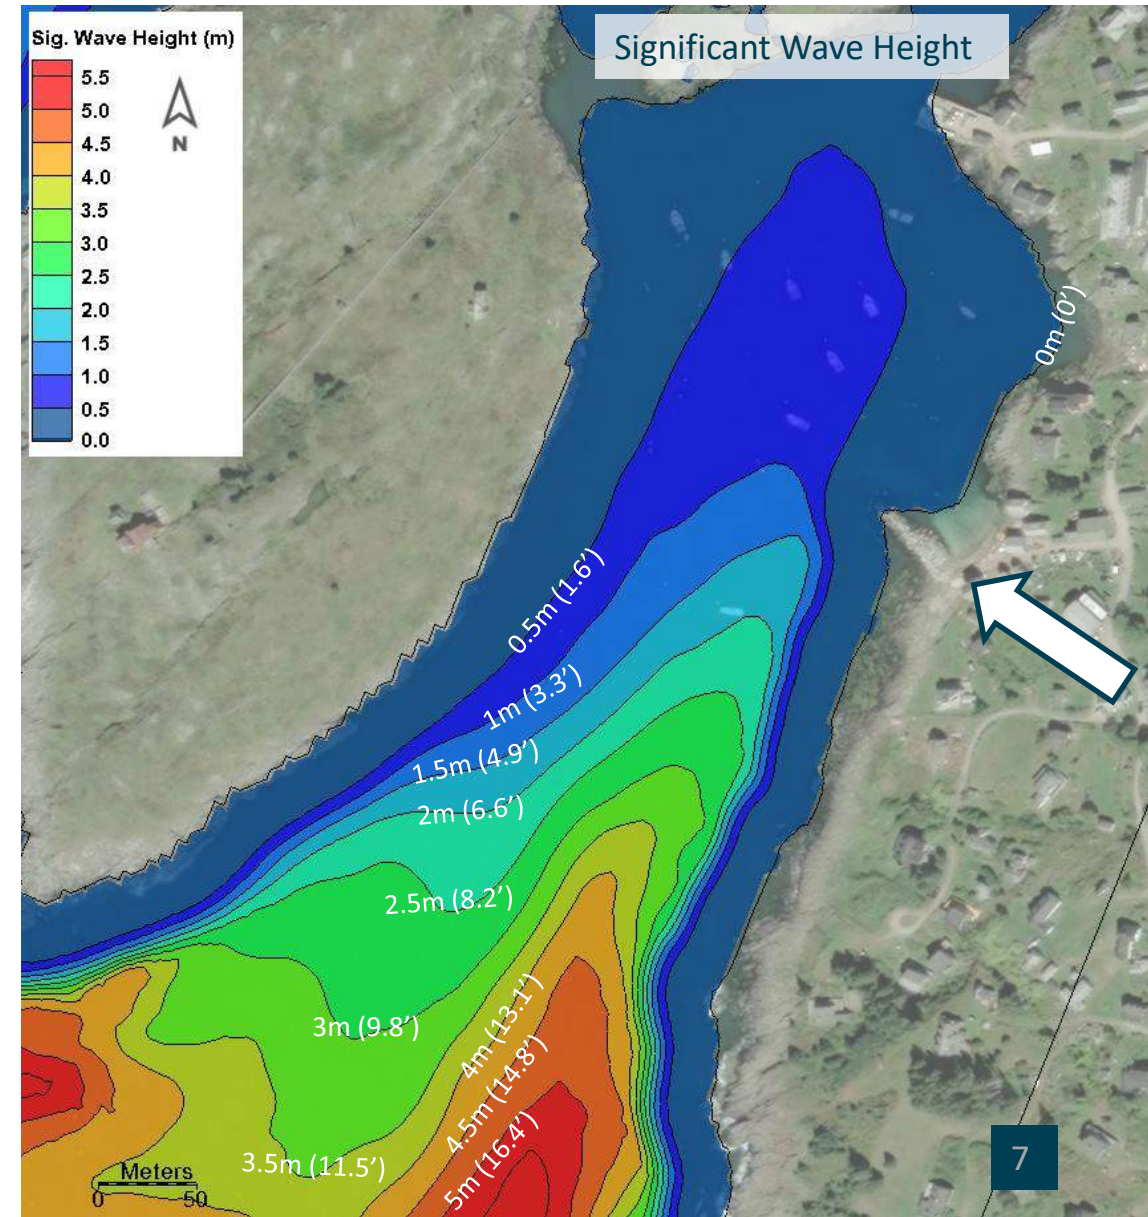 Significant Wave Height
Sig. Wave Height (m)
5.5
5.0
4.5
4.0
3.5
3.0
2.5
2.0
1.5
1.0
0.5
0.0
N
0m (0’)
0.5m (1.6’)
1m (3.3’)
1.5m (4.9’)
2m (6.6’)
2.5m (8.2’)
3m (9.8’)
4m (13.1’)
4.5m (14.8’)
5m (16.4’)
3.5m (11.5’)
Meters
0 50
7